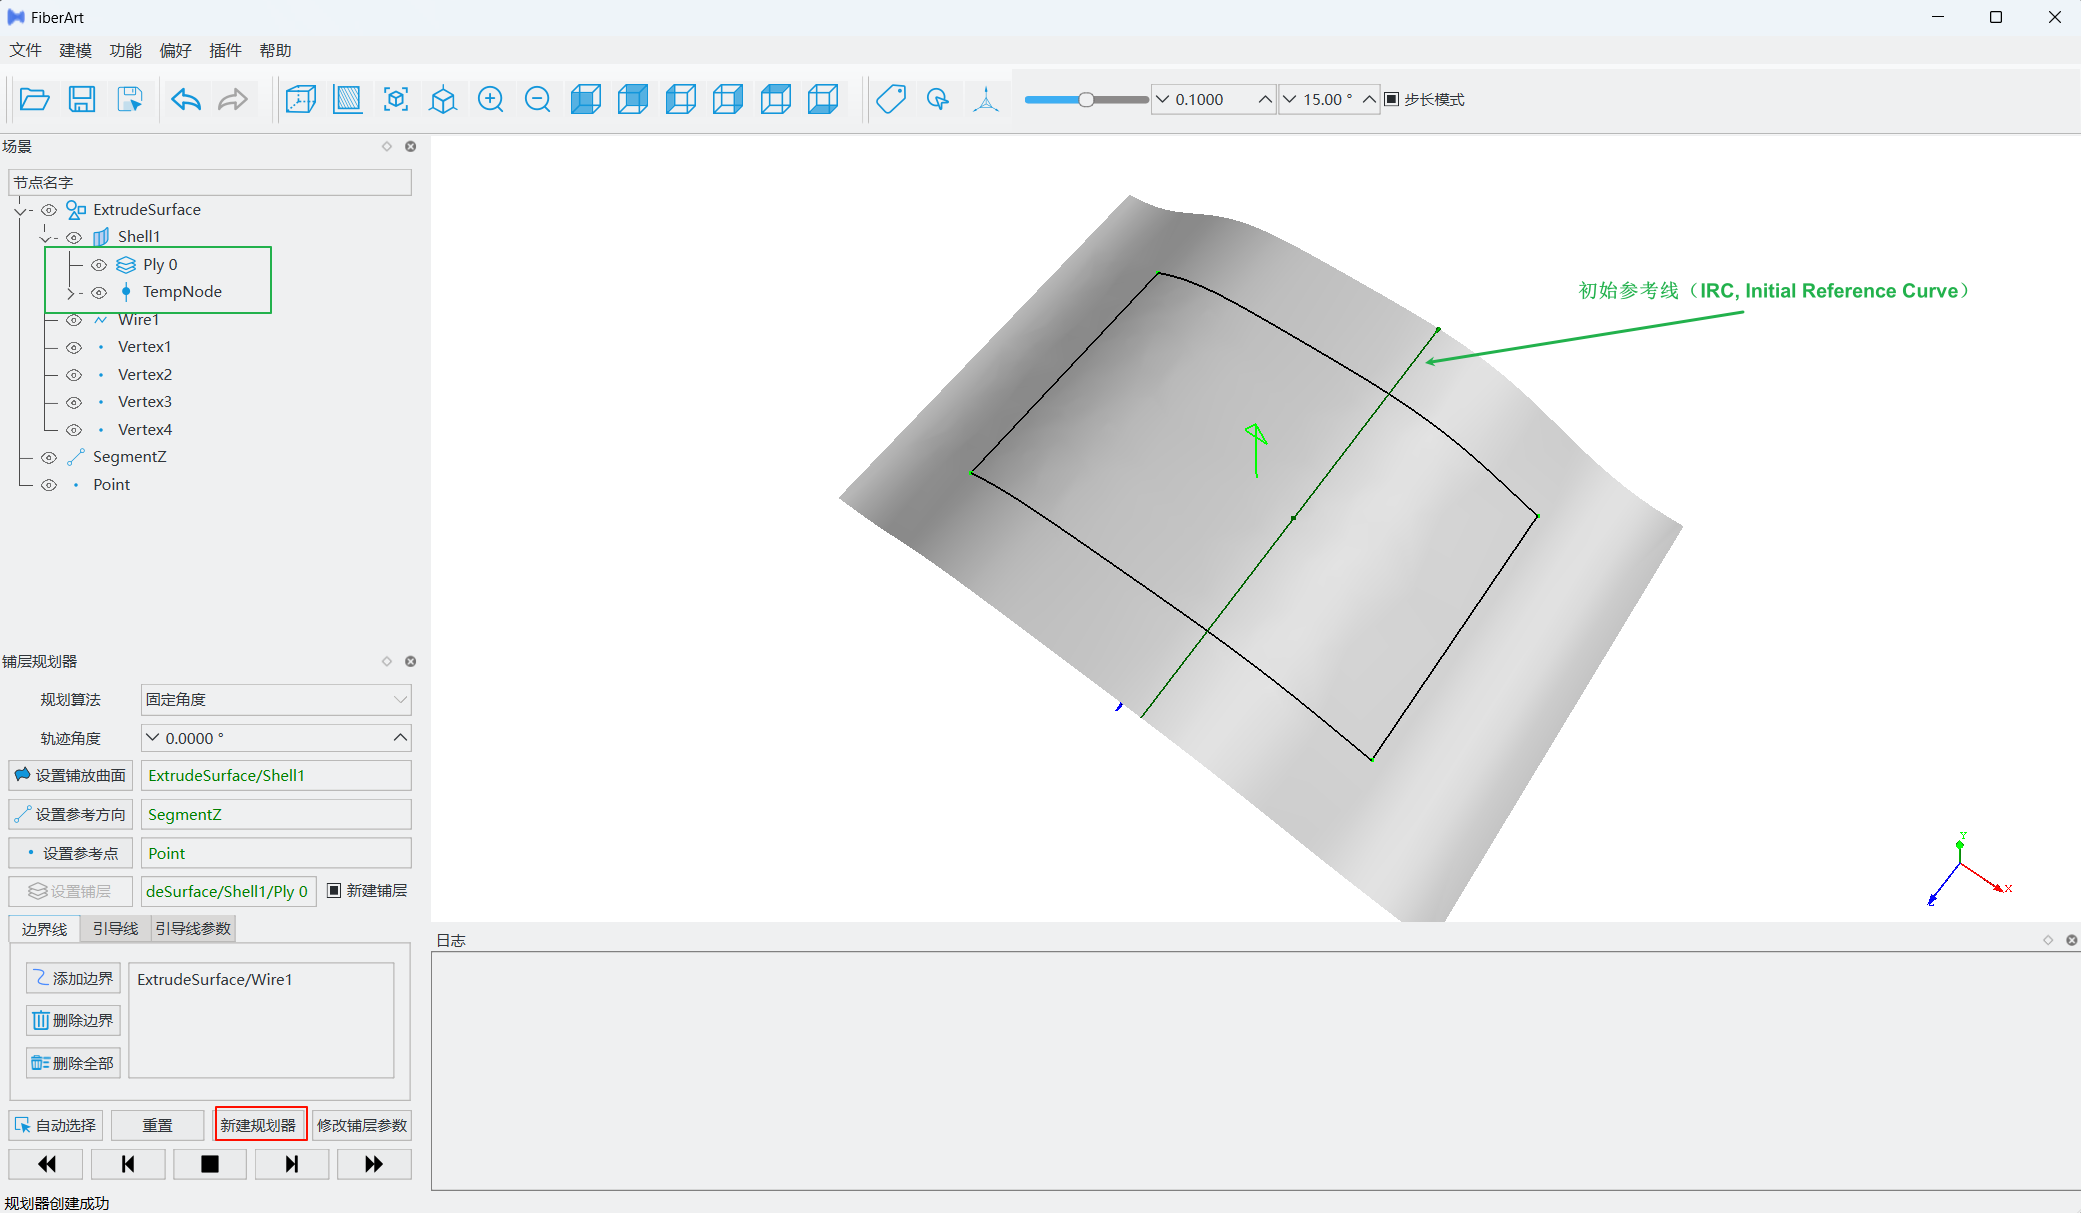 FiberArt
文件 建模 功能 偏好 插件 帮助
0.1000 15.00 ° 步长模式
场景
节点名字
ExtrudeSurface
Shell1
Ply 0
TempNode
Wire1
Vertex1
Vertex2
Vertex3
Vertex4
SegmentZ
Point
初始参考线（IRC, Initial Reference Curve）
Y
X
Z
铺层规划器
规划算法 固定角度
轨迹角度 0.0000 °
设置铺放曲面 ExtrudeSurface/Shell1
设置参考方向 SegmentZ
设置参考点 Point
设置铺层 deSurface/Shell1/Ply 0 新建铺层
边界线 引导线 引导线参数
添加边界 ExtrudeSurface/Wire1
删除边界
删除全部
自动选择 重置 新建规划器 修改铺层参数
日志
规划器创建成功